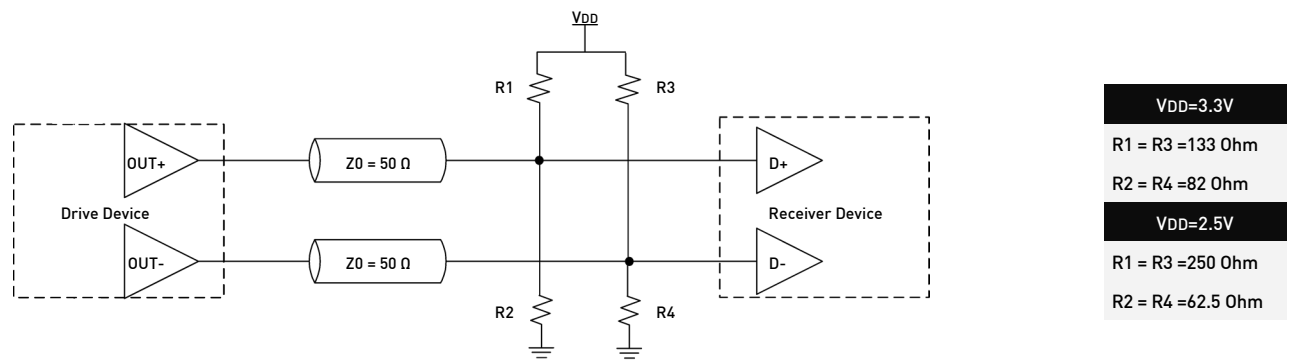 VDD
R1
R3
OUT+
Z0 = 50 Ω
D+
Drive Device
Receiver Device
OUT-
Z0 = 50 Ω
D-
R2
R4
VDD=3.3V
R1 = R3 =133 Ohm
R2 = R4 =82 Ohm
VDD=2.5V
R1 = R3 =250 Ohm
R2 = R4 =62.5 Ohm